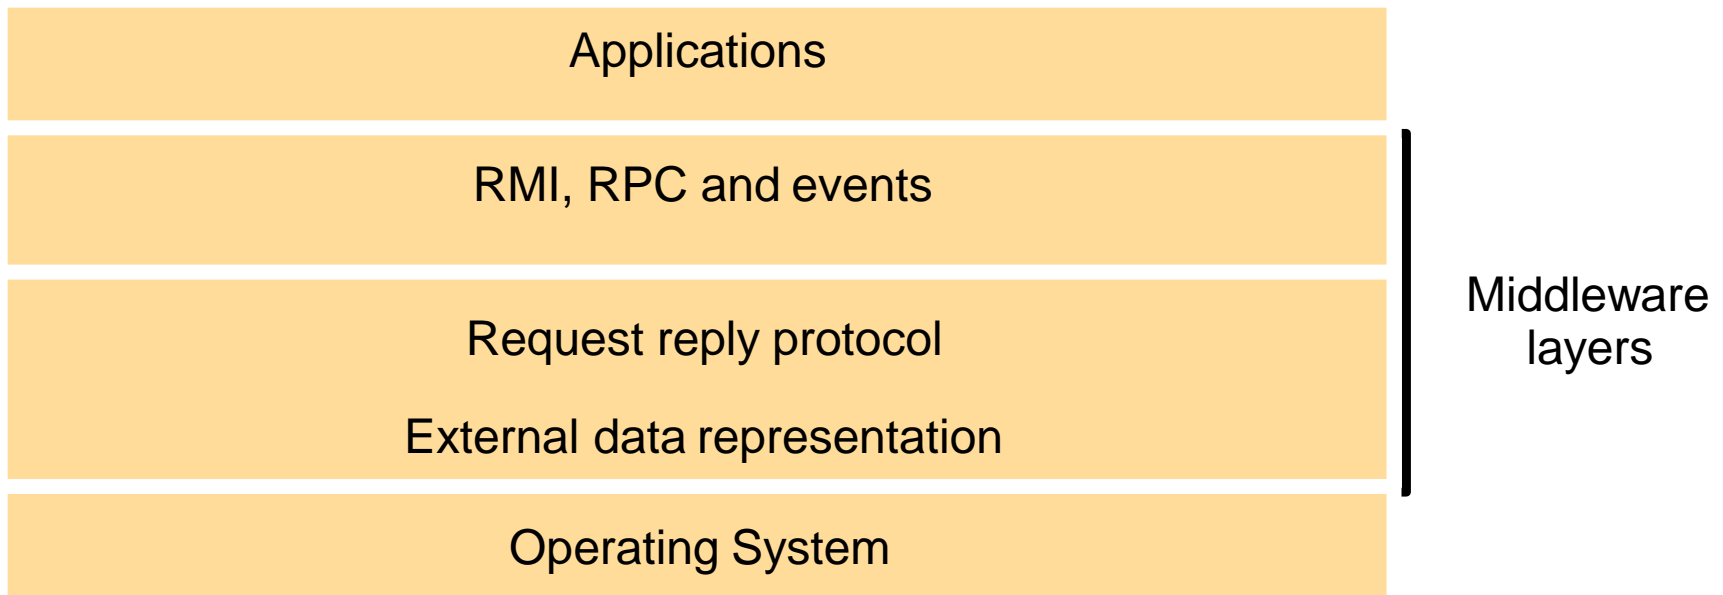 Applications
RMI, RPC and events
Request reply protocol
External data representation
Operating System
Middleware
layers